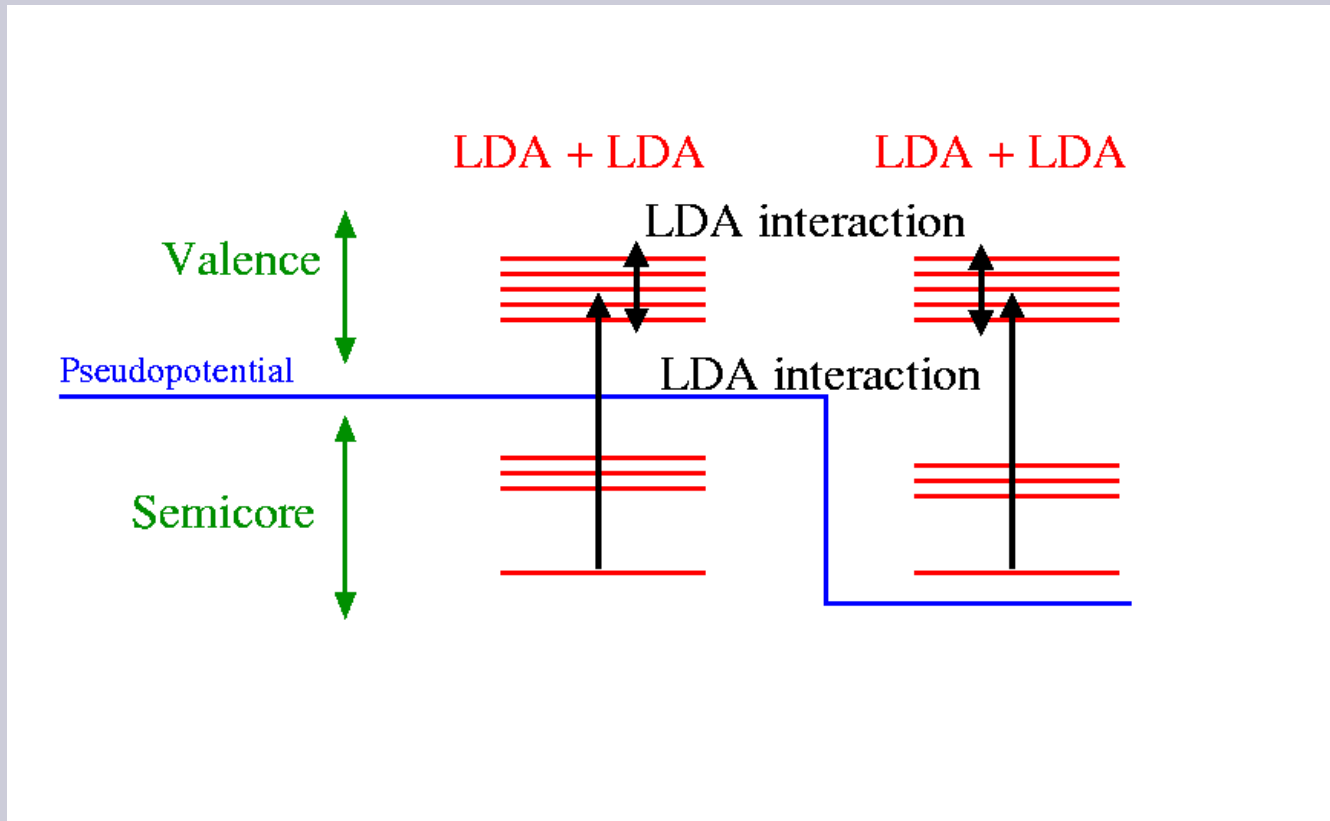 LDA + LDA
LDA + LDA
LDA interaction
Valence
Pseudopotential
LDA interaction
Semicore